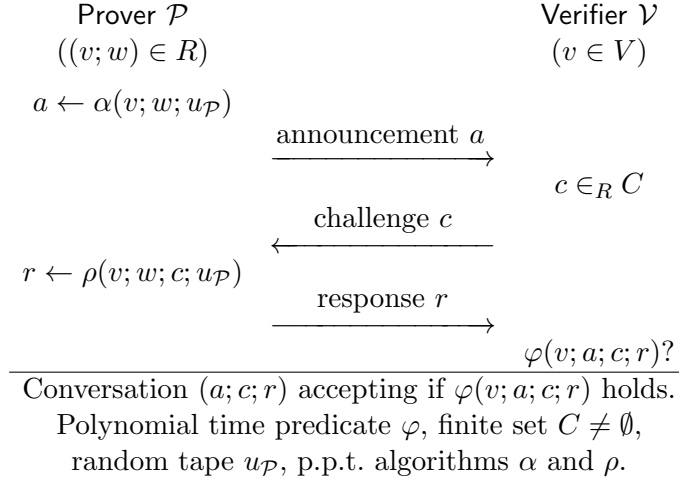 Prover 𝒫 Verifier 𝒱
((v; w) ∈ R) (v ∈ V)
a ← α(v; w; u_𝒫)
announcement a
c ∈_R C
challenge c
r ← ρ(v; w; c; u_𝒫)
response r
φ(v; a; c; r)?
Conversation (a; c; r) accepting if φ(v; a; c; r) holds.
Polynomial time predicate φ, finite set C ≠ ∅,
random tape u_𝒫, p.p.t. algorithms α and ρ.